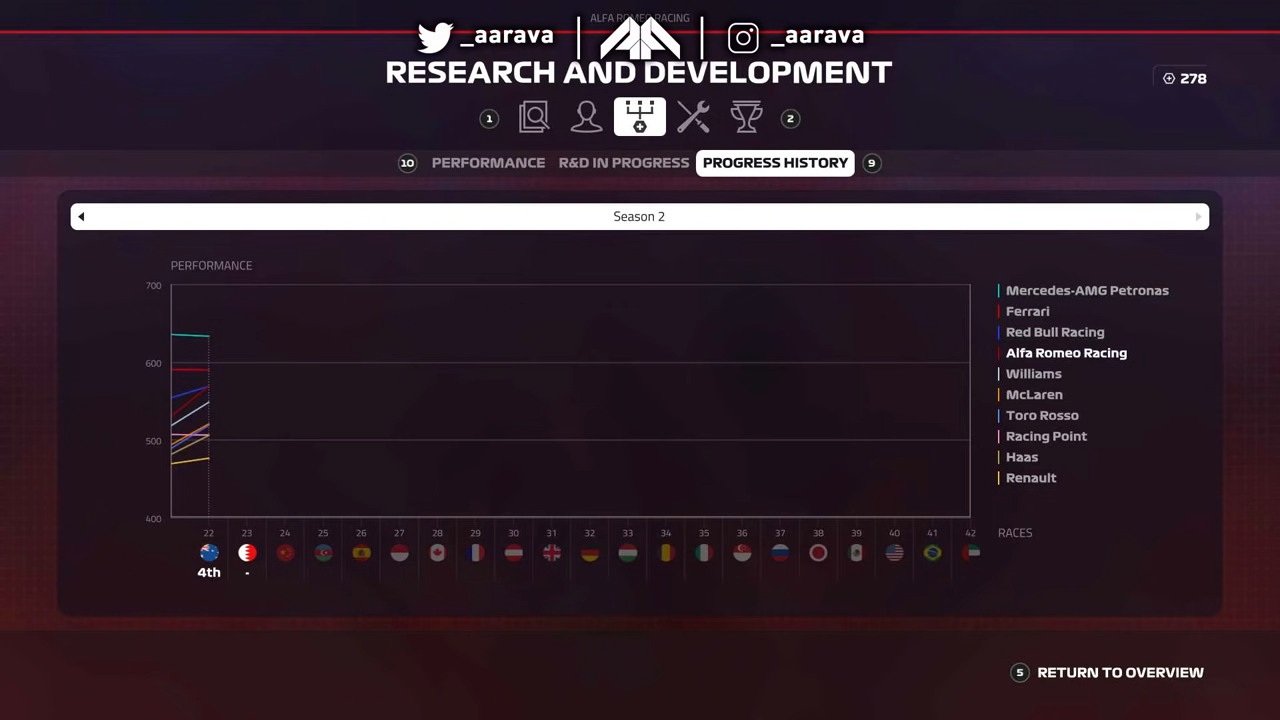 ALFA ROMEO RACING
_aarava _aarava
RESEARCH AND DEVELOPMENT
278
1 2
10 PERFORMANCE R&D IN PROGRESS PROGRESS HISTORY 9
Season 2
PERFORMANCE
700
600
500
400
Mercedes-AMG Petronas
Ferrari
Red Bull Racing
Alfa Romeo Racing
Williams
McLaren
Toro Rosso
Racing Point
Haas
Renault
22 23 24 25 26 27 28 29 30 31 32 33 34 35 36 37 38 39 40 41 42 RACES
4th -
5 RETURN TO OVERVIEW